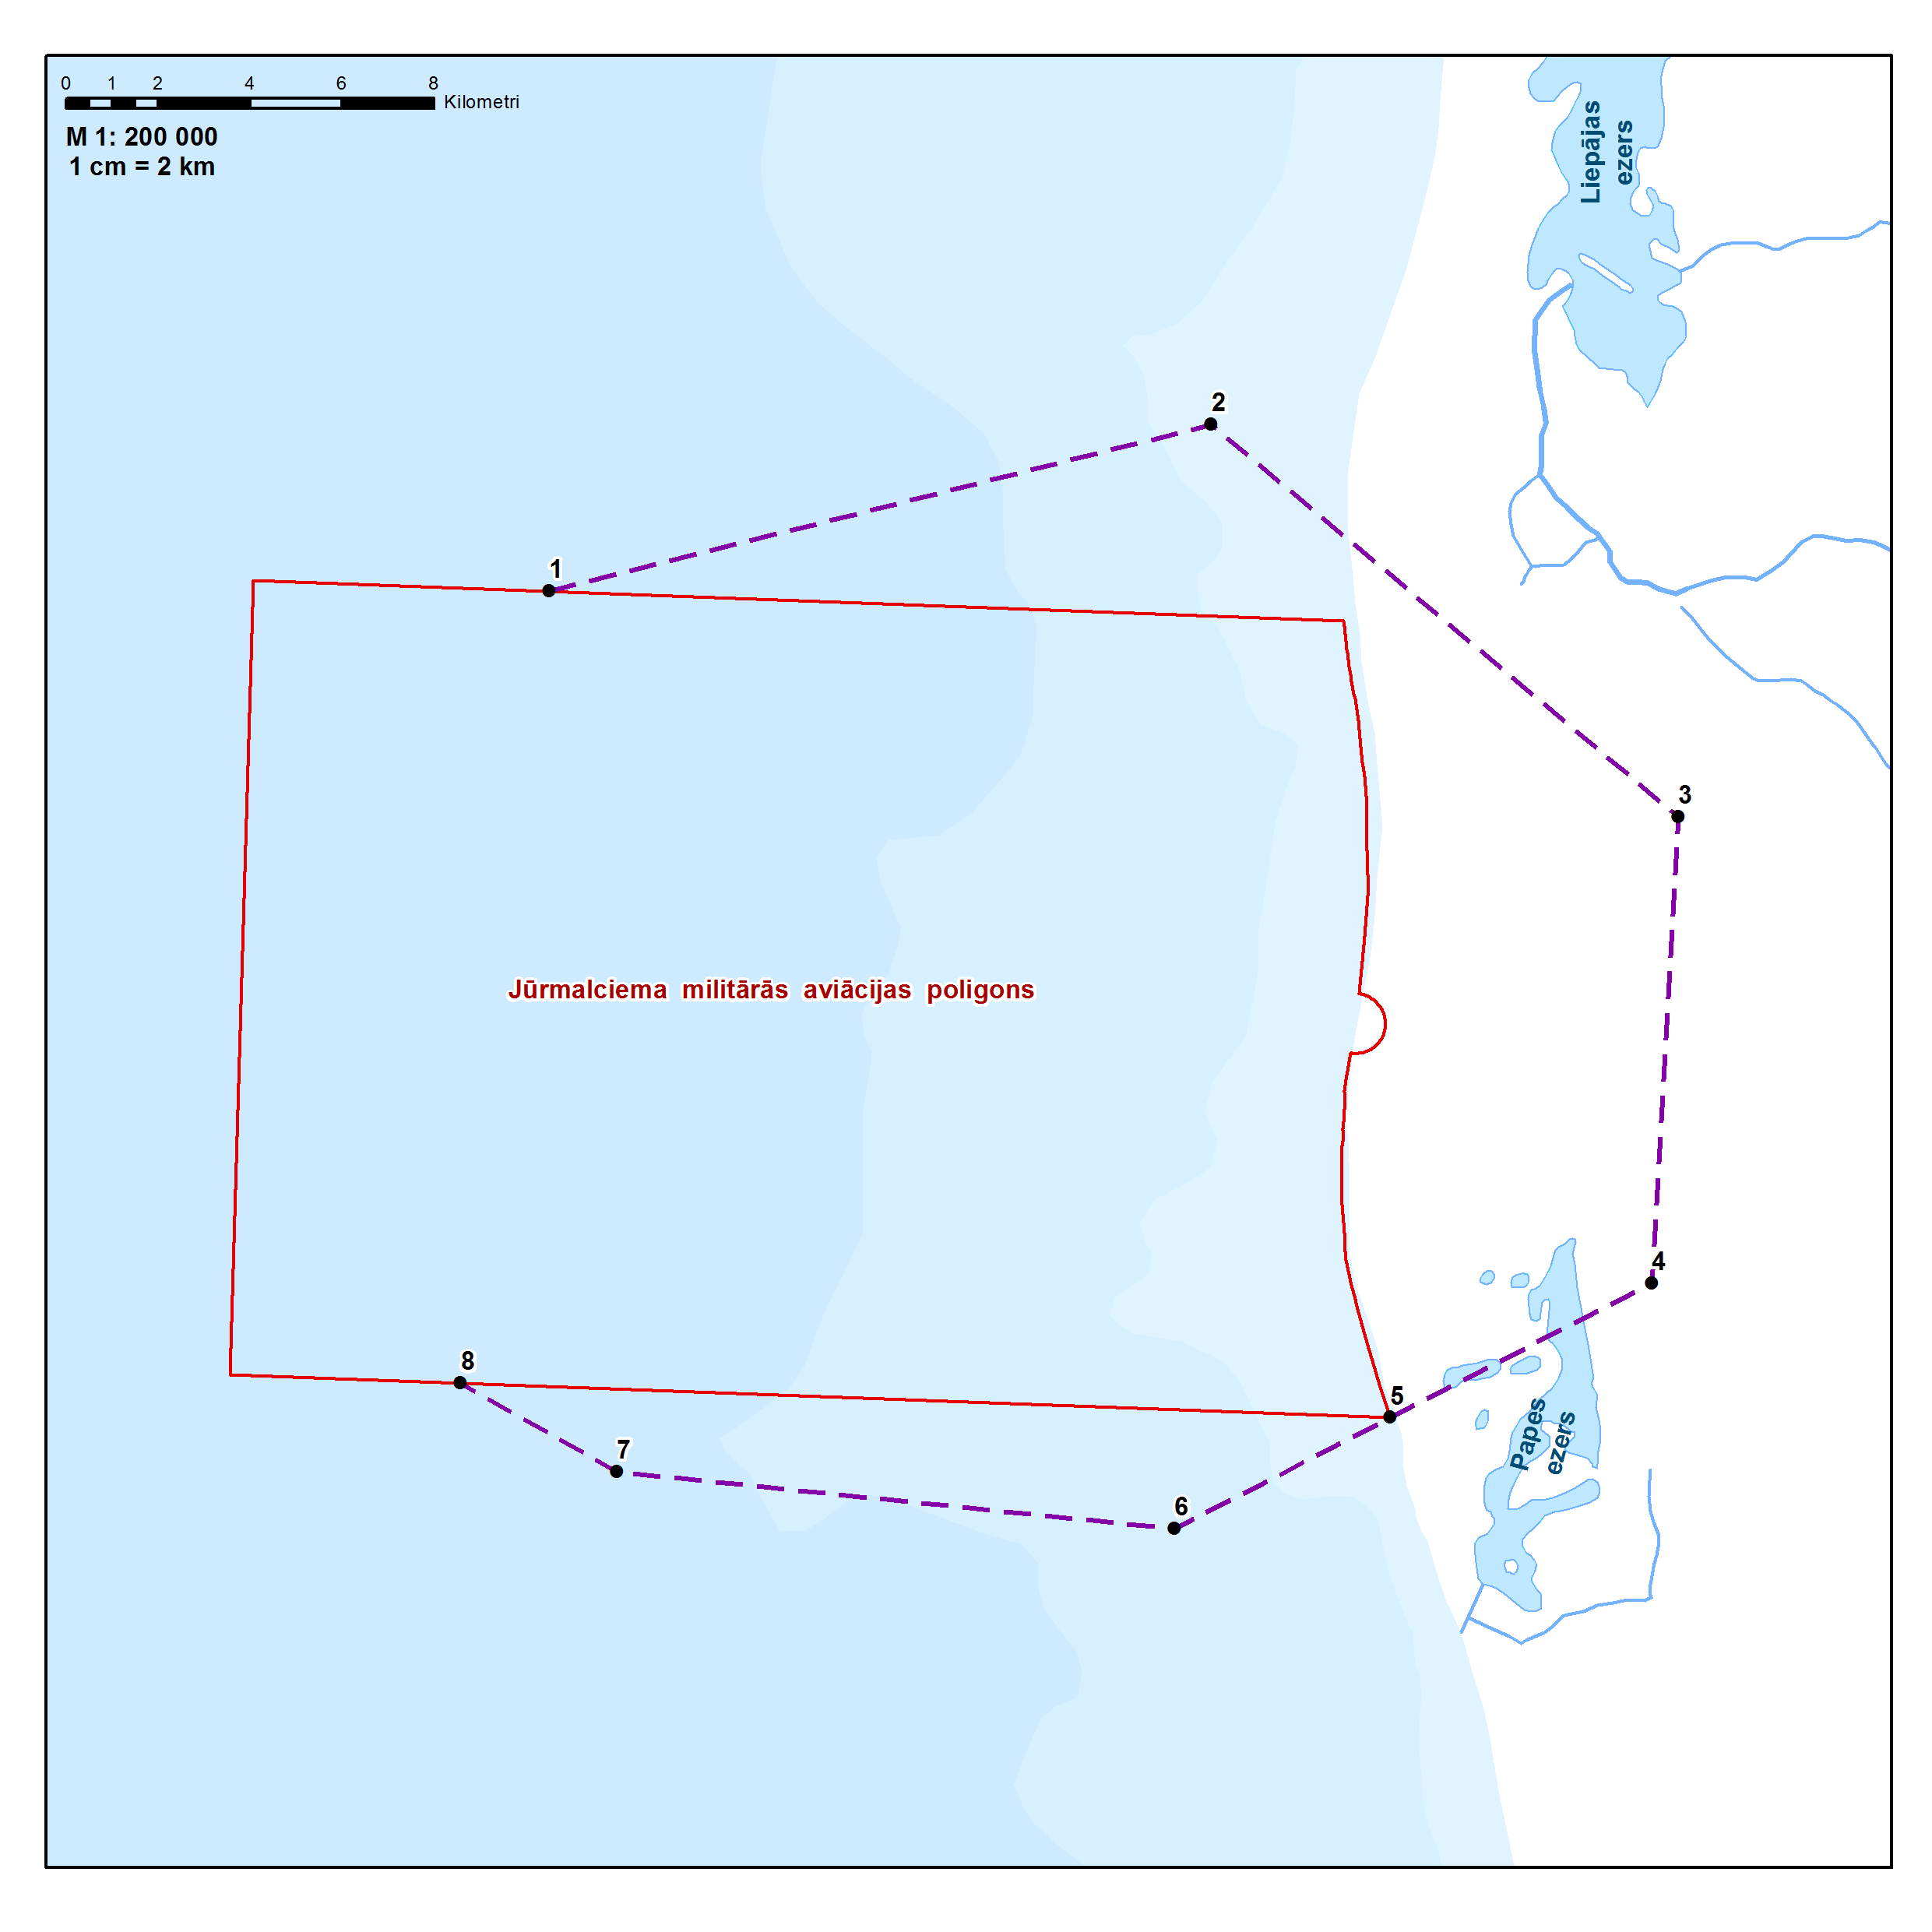 0 1 2 4 6 8
Kilometri
M 1: 200 000
1 cm = 2 km
Liepājas
ezers
2
1
3
Jūrmalciema militārās aviācijas poligons
4
8
5
7
Papes
ezers
6